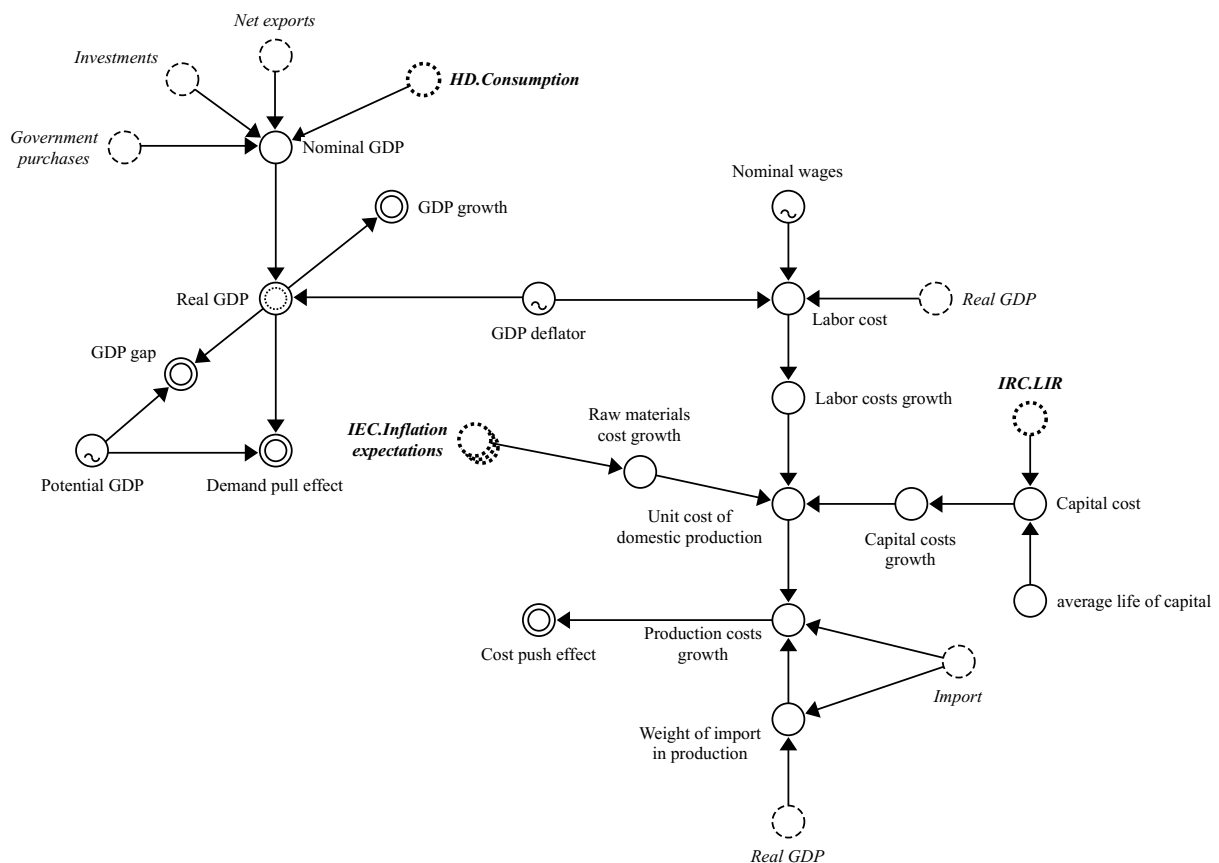 Net exports
Investments
HD.Consumption
Government
purchases
Nominal GDP
Nominal wages
GDP growth
Real GDP
GDP deflator
Labor cost
Real GDP
GDP gap
IRC.LIR
Labor costs growth
Raw materials
cost growth
IEC.Inflation
expectations
Potential GDP
Demand pull effect
Unit cost of
domestic production
Capital costs
growth
Capital cost
average life of capital
Cost push effect
Production costs
growth
Import
Weight of import
in production
Real GDP